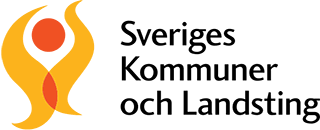 Sveriges
Kommuner
och Landsting